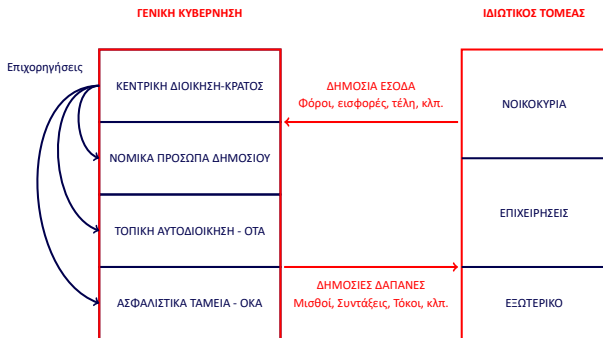 ΓΕΝΙΚΗ ΚΥΒΕΡΝΗΣΗ
ΙΔΙΩΤΙΚΟΣ ΤΟΜΕΑΣ
Επιχορηγήσεις
ΚΕΝΤΡΙΚΗ ΔΙΟΙΚΗΣΗ-ΚΡΑΤΟΣ
ΔΗΜΟΣΙΑ ΕΣΟΔΑ
Φόροι, εισφορές, τέλη, κλπ.
ΝΟΙΚΟΚΥΡΙΑ
ΝΟΜΙΚΑ ΠΡΟΣΩΠΑ ΔΗΜΟΣΙΟΥ
ΕΠΙΧΕΙΡΗΣΕΙΣ
ΤΟΠΙΚΗ ΑΥΤΟΔΙΟΙΚΗΣΗ - ΟΤΑ
ΔΗΜΟΣΙΕΣ ΔΑΠΑΝΕΣ
Μισθοί, Συντάξεις, Τόκοι, κλπ.
ΑΣΦΑΛΙΣΤΙΚΑ ΤΑΜΕΙΑ - ΟΚΑ
ΕΞΩΤΕΡΙΚΟ